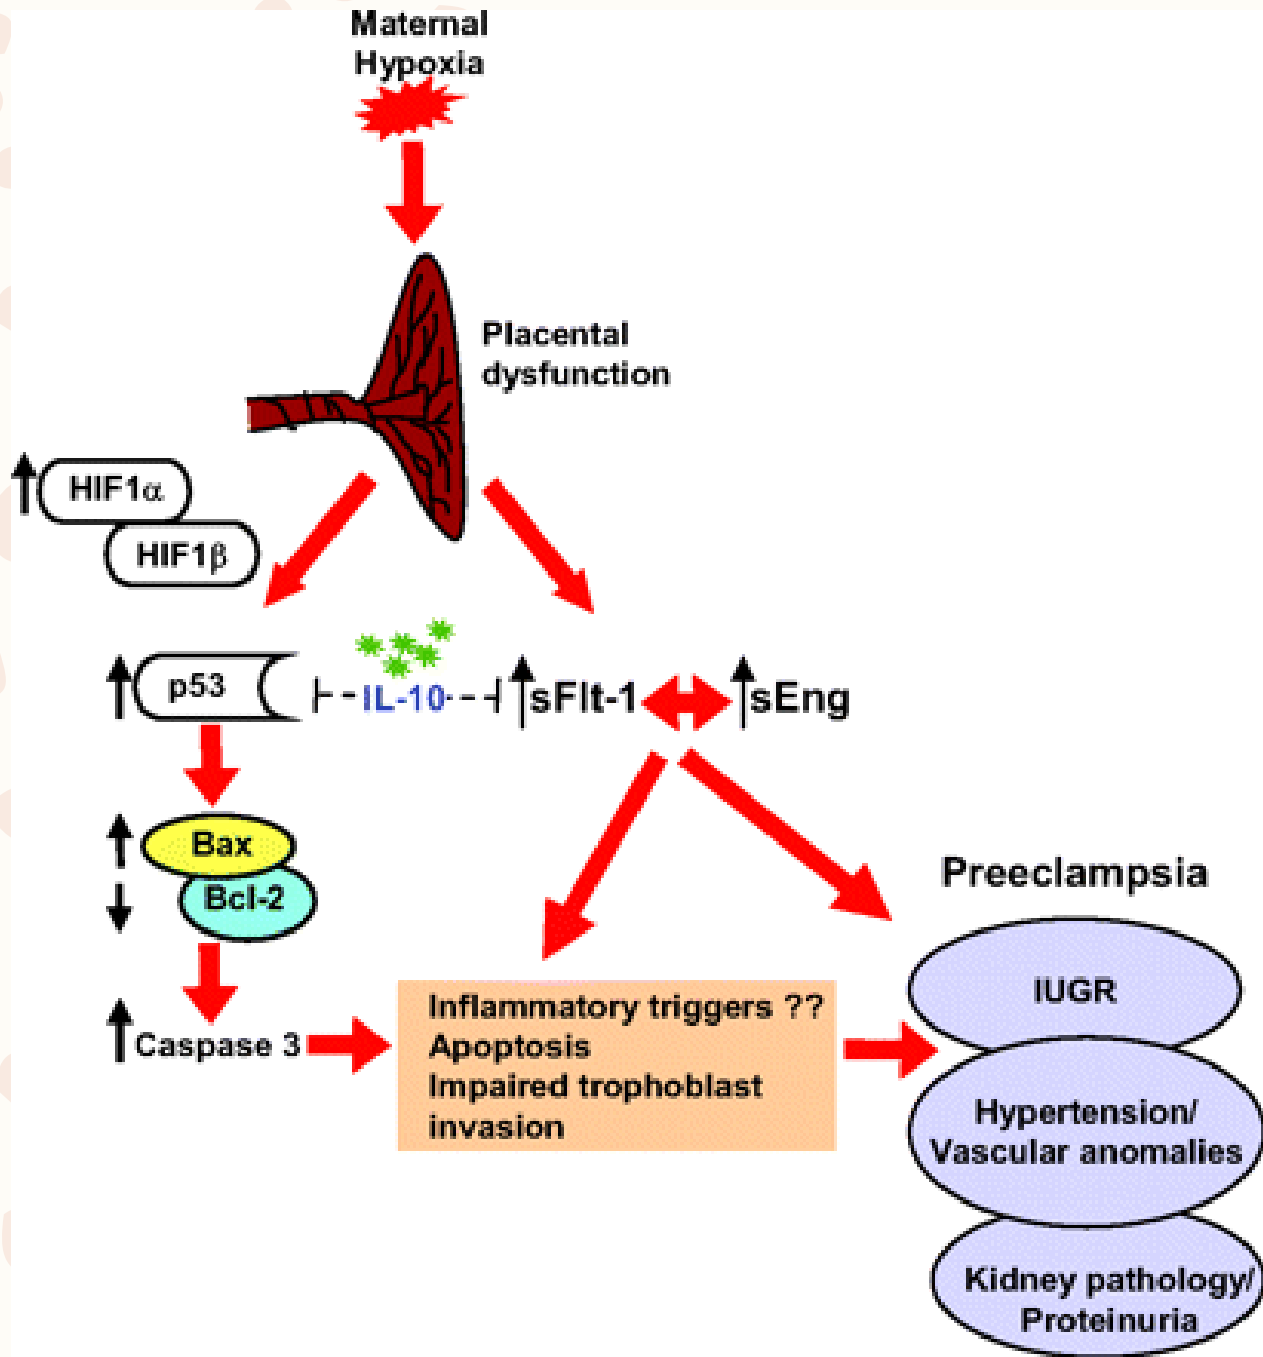 Maternal
Hypoxia
Placental
dysfunction
HIF1α
HIF1β
p53
IL-10
sFlt-1
sEng
Bax
Bcl-2
Caspase 3
Inflammatory triggers ??
Apoptosis
Impaired trophoblast
invasion
Preeclampsia
IUGR
Hypertension/
Vascular anomalies
Kidney pathology/
Proteinuria